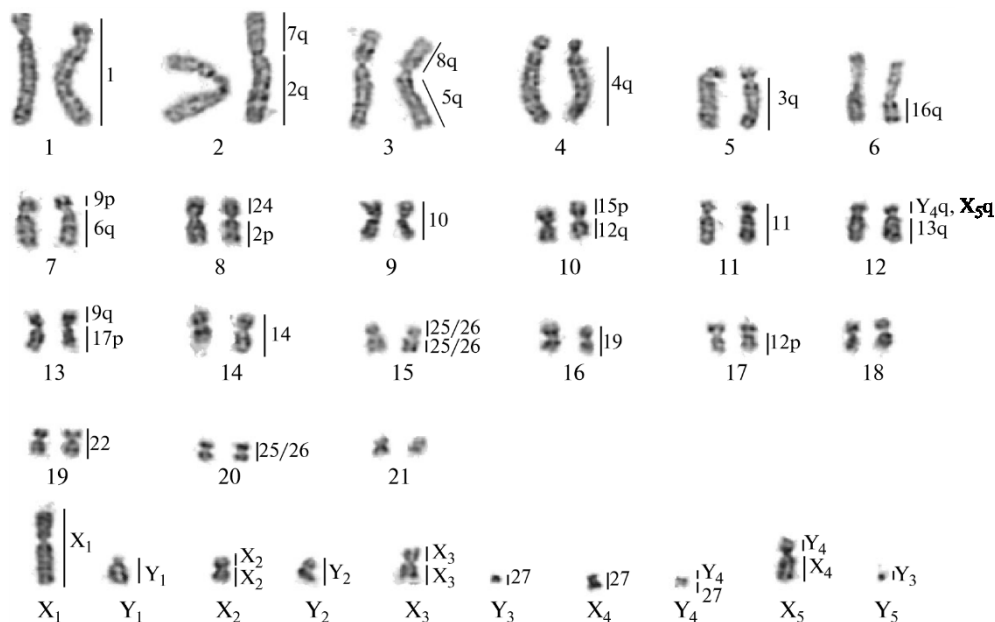 1 7q 2q 8q 5q 4q 3q 16q
1 2 3 4 5 6
9p 6q 24 2p 10 15p 12q 11 Y₄q, X₅q 13q
7 8 9 10 11 12
9q 17p 14 25/26 25/26 19 12p
13 14 15 16 17 18
22 25/26
19 20 21
X₁ Y₁ X₂ X₂ Y₂ X₃ X₃ 27 27 Y₄ 27 Y₄ X₄ Y₃
X₁ Y₁ X₂ Y₂ X₃ Y₃ X₄ Y₄ X₅ Y₅